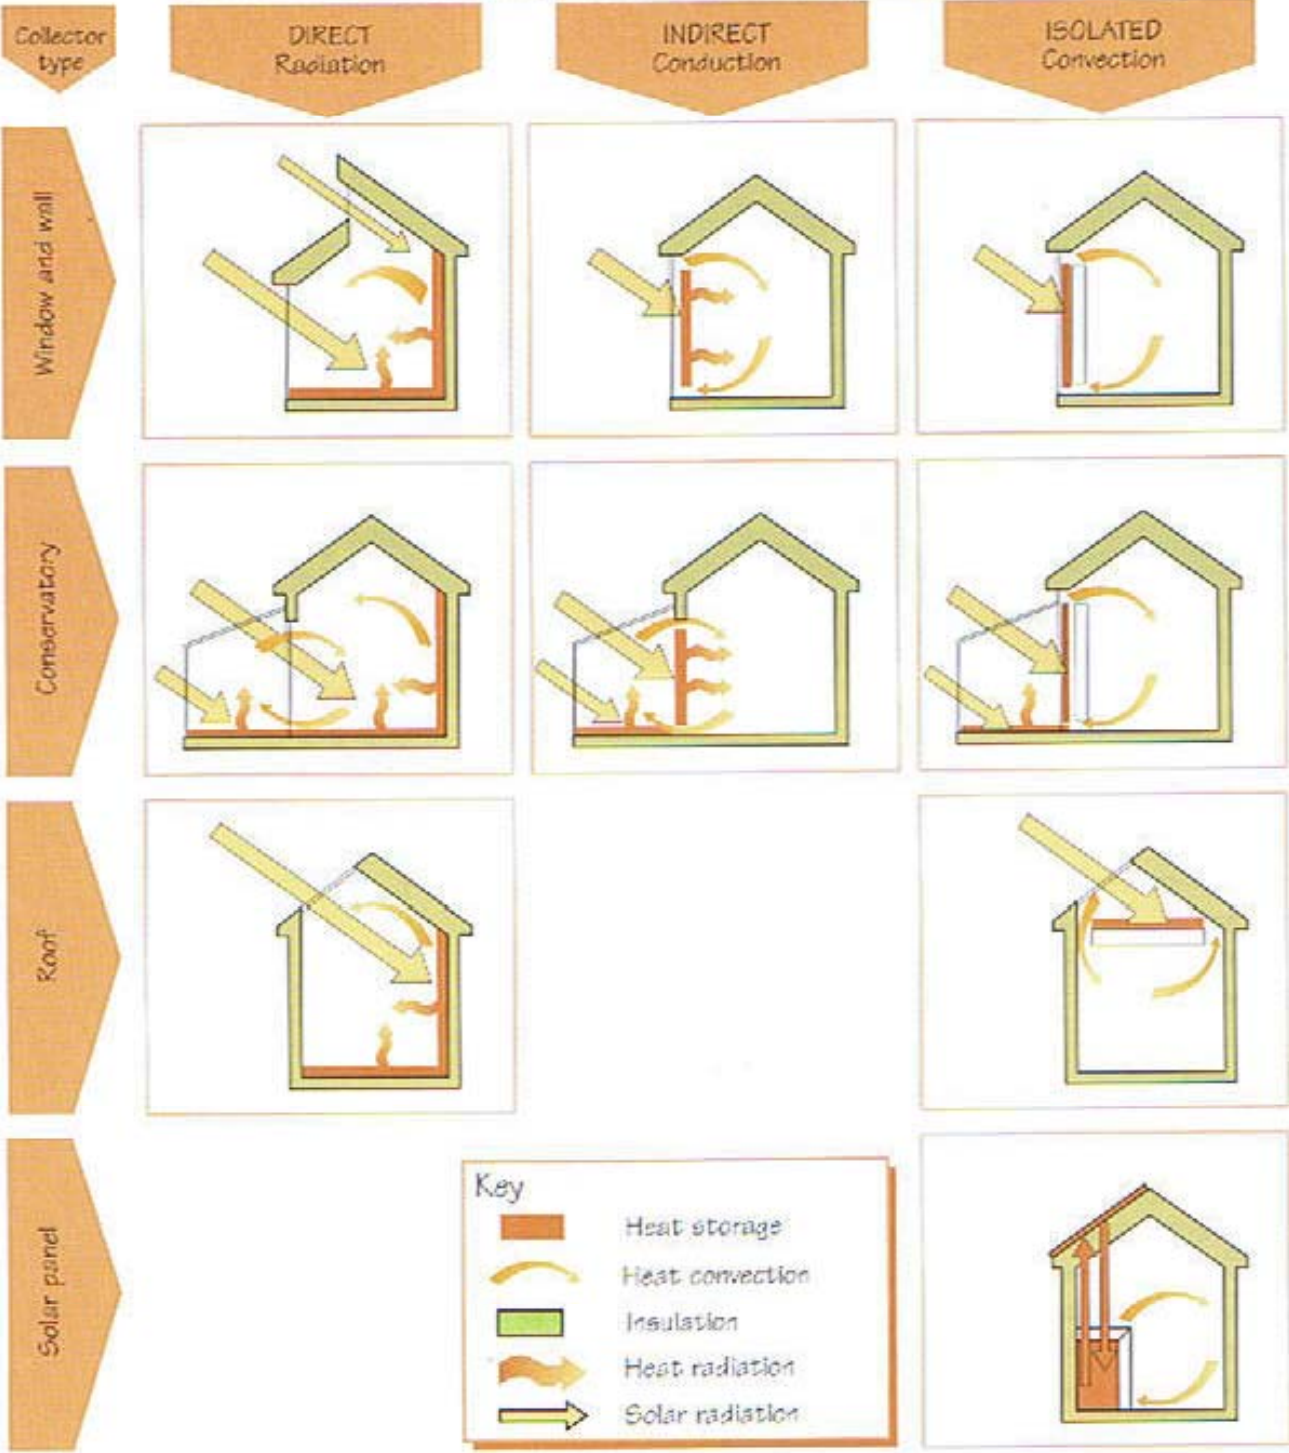 Collector
type
DIRECT
Radiation
INDIRECT
Conduction
ISOLATED
Convection
Window and wall
Conservatory
Roof
Solar panel
Key
Heat storage
Heat convection
Insulation
Heat radiation
Solar radiation